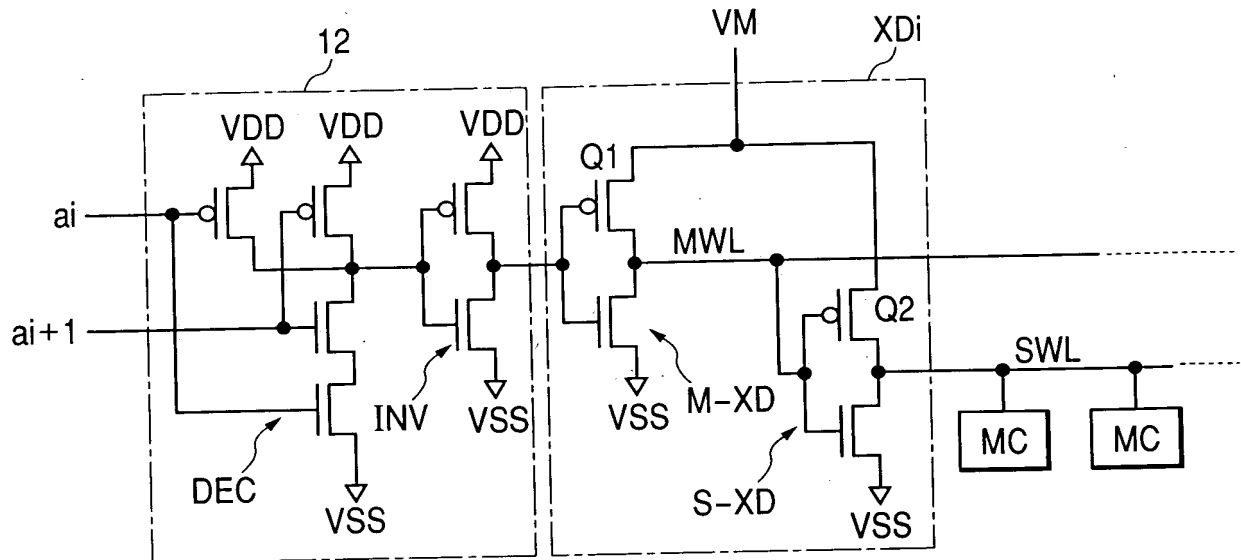 12
VM
XDi
VDD
VDD
VDD
Q1
ai
MWL
Q2
ai+1
SWL
INV
VSS
VSS
M-XD
MC
MC
DEC
VSS
S-XD
VSS